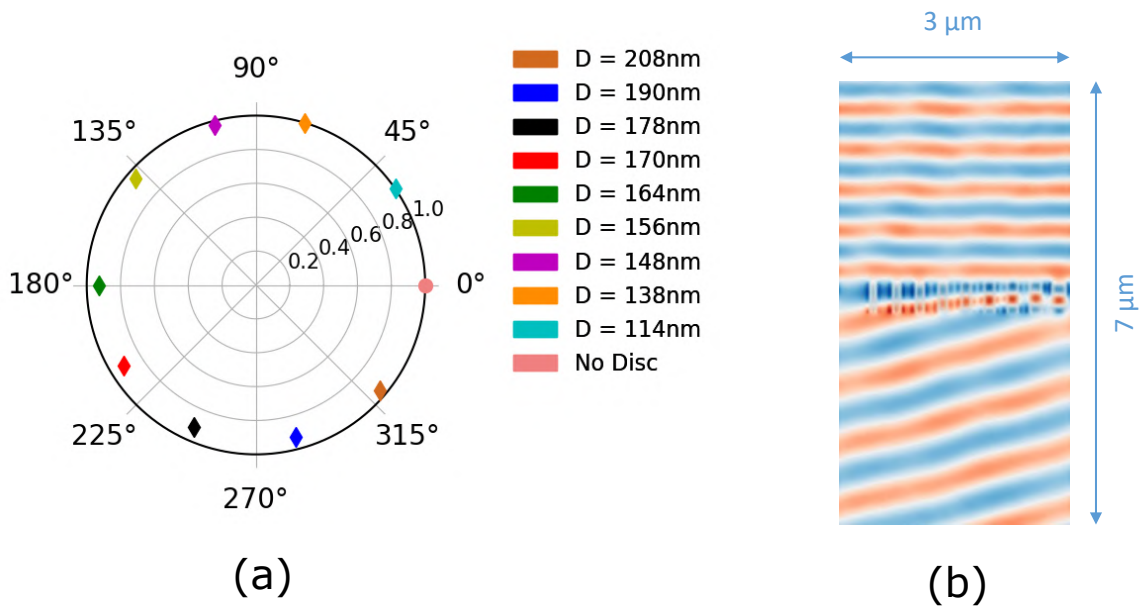 90°
135°
45°
180°
0°
225°
315°
270°
0.2
0.4
0.6
0.8
1.0
D = 208nm
D = 190nm
D = 178nm
D = 170nm
D = 164nm
D = 156nm
D = 148nm
D = 138nm
D = 114nm
No Disc
(a)
3 μm
7 μm
(b)